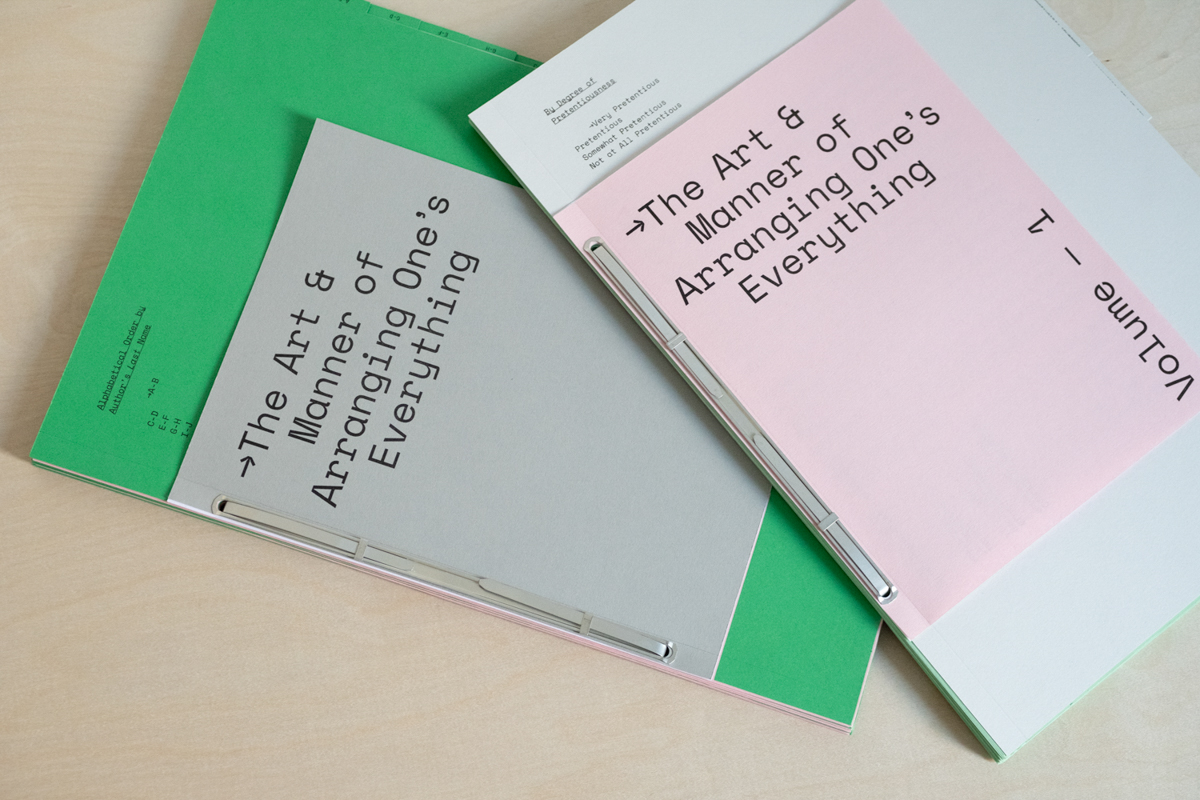 Alphabetical Order by
Author's Last Name
→A-B
C-D
E-F
G-H
I-J
→The Art &
Manner of
Arranging One's
Everything
By Degree of
Pretentiousness
→Very Pretentious
Pretentious
Somewhat Pretentious
Not at All Pretentious
→The Art &
Manner of
Arranging One's
Everything
Volume – 1